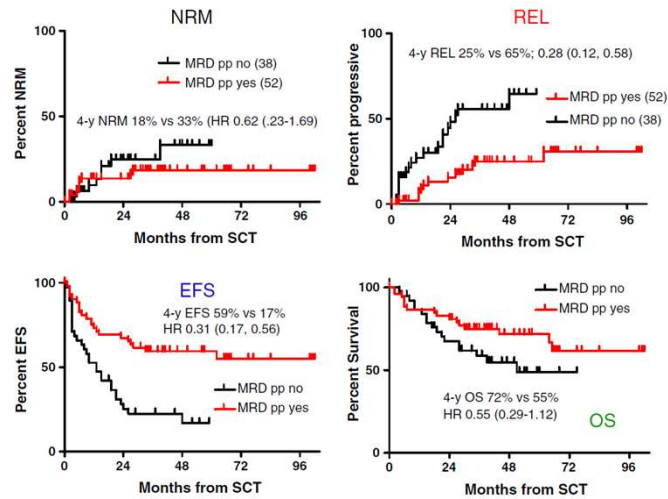 NRM
100
50
0
Percent NRM
MRD pp no (38)
MRD pp yes (52)
4-y NRM 18% vs 33% (HR 0.62 (.23-1.69)
0 24 48 72 96
Months from SCT
REL
100
50
0
Percent progressive
4-y REL 25% vs 65%; 0.28 (0.12, 0.58)
MRD pp yes (52)
MRD pp no (38)
0 24 48 72 96
Months from SCT
EFS
100
50
0
Percent EFS
4-y EFS 59% vs 17%
HR 0.31 (0.17, 0.56)
MRD pp no
MRD pp yes
0 24 48 72 96
Months from SCT
100
50
0
Percent Survival
MRD pp no
MRD pp yes
4-y OS 72% vs 55%
HR 0.55 (0.29-1.12)
OS
0 24 48 72 96
Months from SCT